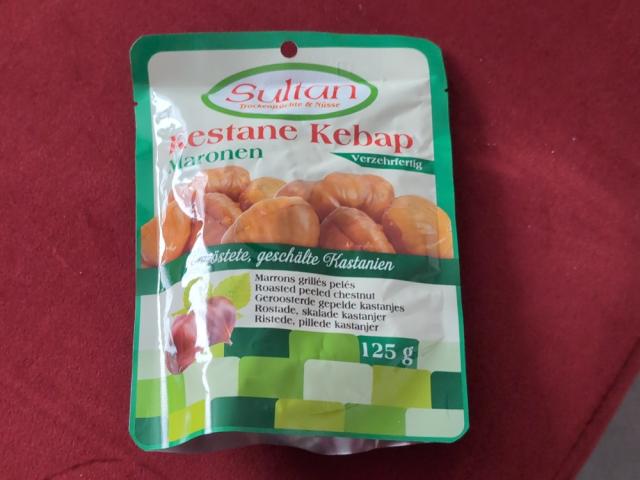 Sultan
Trockenfrüchte & Nüsse
Kestane Kebap
Maronen
Verzehrfertig
geröstete, geschälte Kastanien
Marrons grillés pelés
Roasted peeled chestnut
Geroosterde gepelde kastanjes
Rostade, skalade kastanjer
Ristede, pillede kastanjer
125 g